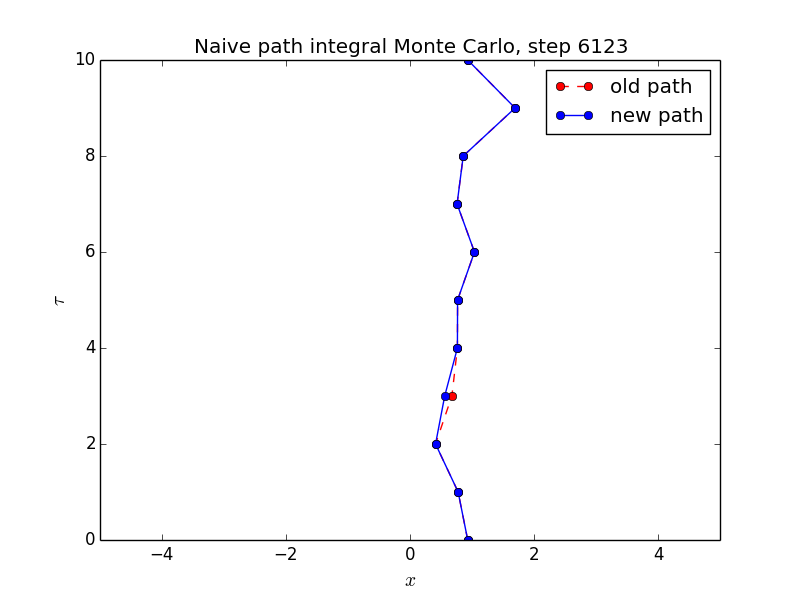 Naive path integral Monte Carlo, step 6123
10
old path
new path
8
6
τ
4
2
0
−4
−2
0
2
4
x